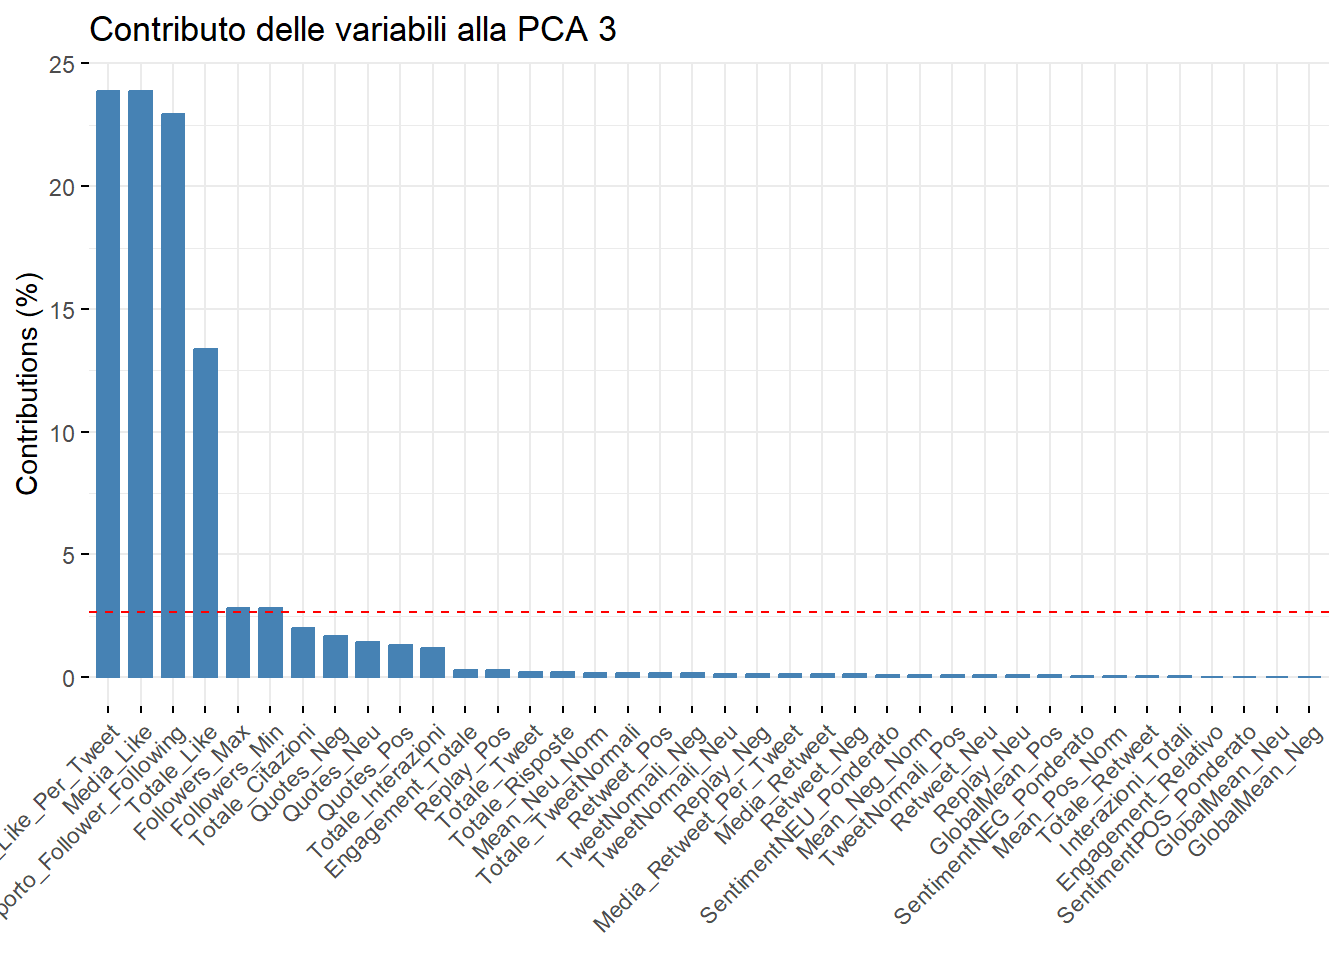 Contributo delle variabili alla PCA 3
Contributions (%)
25
20
15
10
5
0
_Like_Per_Tweet
Media_Like
porto_Follower_Following
Totale_Like
Followers_Max
Followers_Min
Totale_Citazioni
Quotes_Neg
Quotes_Neu
Quotes_Pos
Totale_Interazioni
Engagement_Totale
Replay_Pos
Totale_Tweet
Totale_Risposte
Mean_Neu_Norm
Totale_TweetNormali
Retweet_Pos
TweetNormali_Neg
TweetNormali_Neu
Replay_Neg
Media_Retweet_Per_Tweet
Media_Retweet
Retweet_Neg
SentimentNEU_Ponderato
Mean_Neg_Norm
TweetNormali_Pos
Retweet_Neu
Replay_Neu
GlobalMean_Pos
SentimentNEG_Ponderato
Mean_Pos_Norm
Totale_Retweet
Interazioni_Totali
Engagement_Relativo
SentimentPOS_Ponderato
GlobalMean_Neu
GlobalMean_Neg